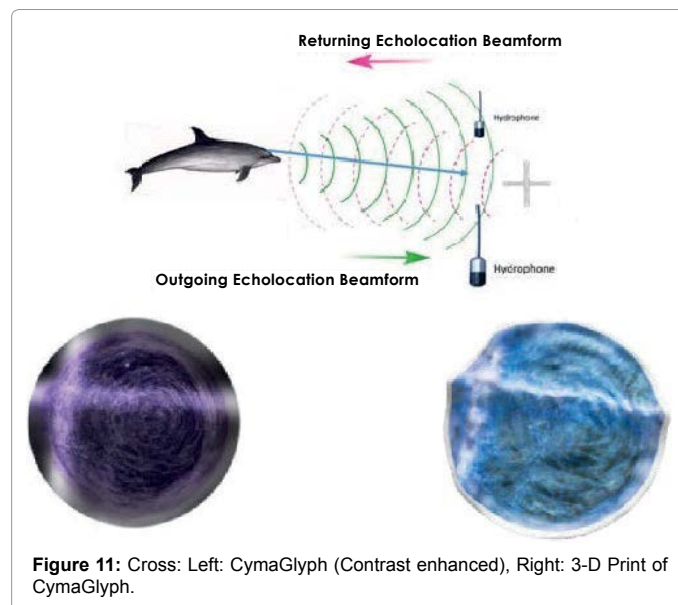 Returning Echolocation Beamform
Hydrophone
Hydrophone
Outgoing Echolocation Beamform
Figure 11: Cross: Left: CymaGlyph (Contrast enhanced), Right: 3-D Print of
CymaGlyph.